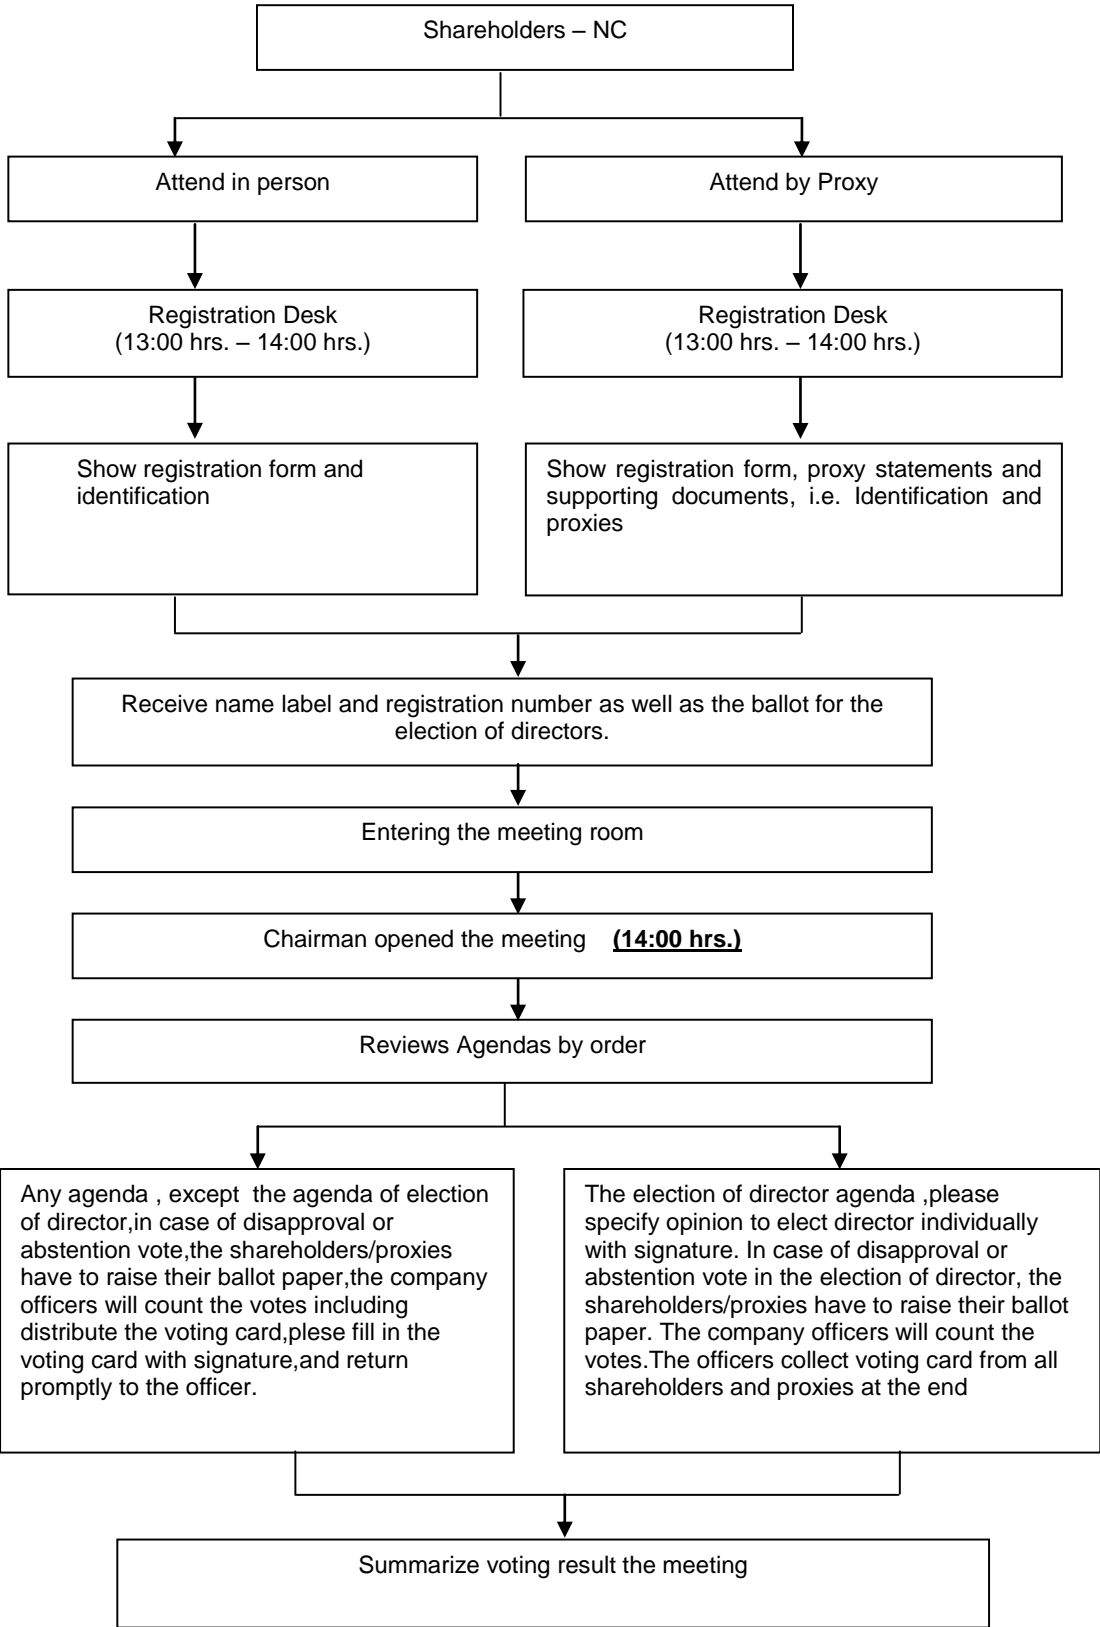 Shareholders – NC
Attend in person
Attend by Proxy
Registration Desk
(13:00 hrs. – 14:00 hrs.)
Registration Desk
(13:00 hrs. – 14:00 hrs.)
Show registration form and
identification
Show registration form, proxy statements and
supporting documents, i.e. Identification and
proxies
Receive name label and registration number as well as the ballot for the
election of directors.
Entering the meeting room
Chairman opened the meeting (14:00 hrs.)
Reviews Agendas by order
Any agenda , except the agenda of election
of director,in case of disapproval or
abstention vote,the shareholders/proxies
have to raise their ballot paper,the company
officers will count the votes including
distribute the voting card,plese fill in the
voting card with signature,and return
promptly to the officer.
The election of director agenda ,please
specify opinion to elect director individually
with signature. In case of disapproval or
abstention vote in the election of director, the
shareholders/proxies have to raise their ballot
paper. The company officers will count the
votes.The officers collect voting card from all
shareholders and proxies at the end
Summarize voting result the meeting